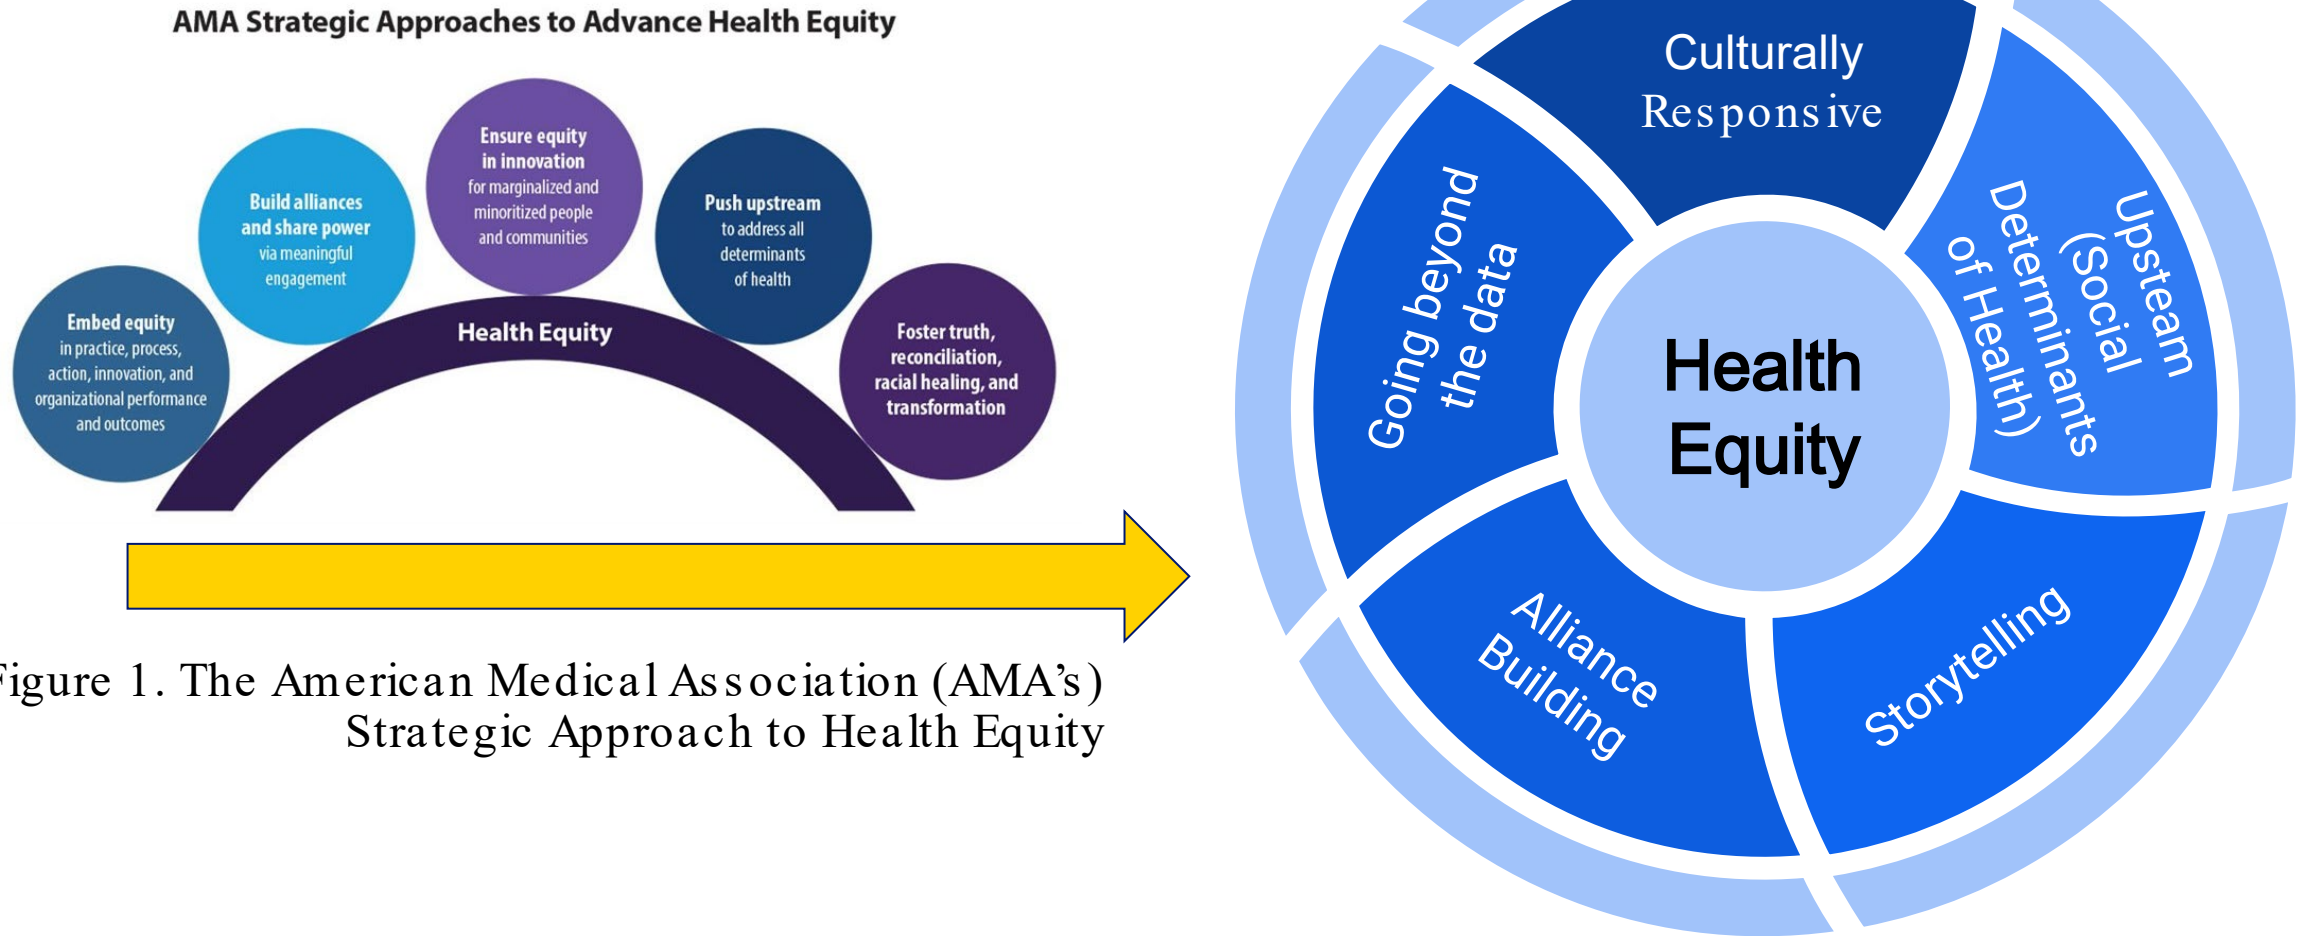 AMA Strategic Approaches to Advance Health Equity
Embed equity
in practice, process,
action, innovation, and
organizational performance
and outcomes
Build alliances
and share power
via meaningful
engagement
Ensure equity
in innovation
for marginalized and
minoritized people
and communities
Push upstream
to address all
determinants
of health
Foster truth,
reconciliation,
racial healing, and
transformation
Health Equity
Figure 1. The American Medical Association (AMA’s)
Strategic Approach to Health Equity
Culturally
Responsive
Upsteam
(Social
Determinants
of Health)
Storytelling
Alliance
Building
Going beyond
the data
Health
Equity